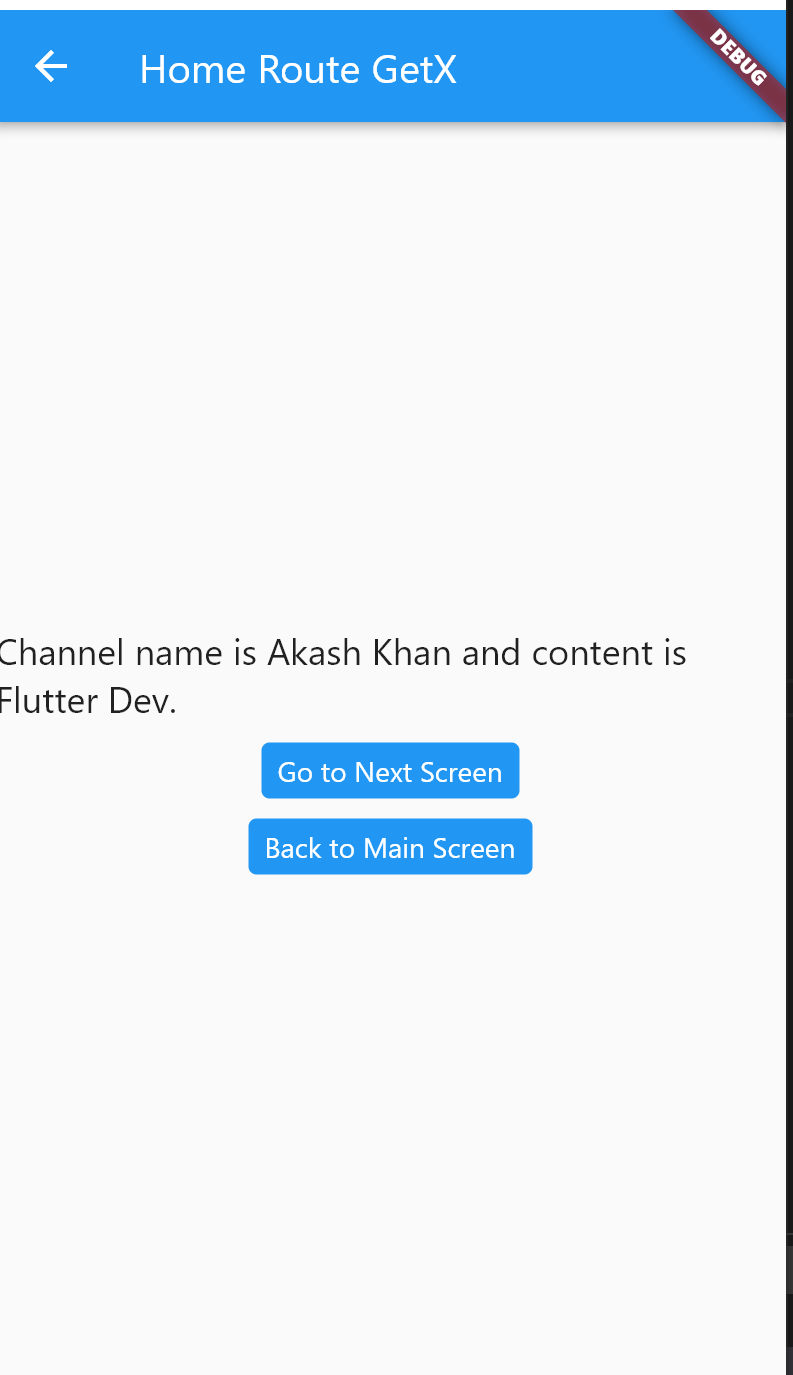 Home Route GetX
DEBUG
Channel name is Akash Khan and content is
Flutter Dev.
Go to Next Screen
Back to Main Screen